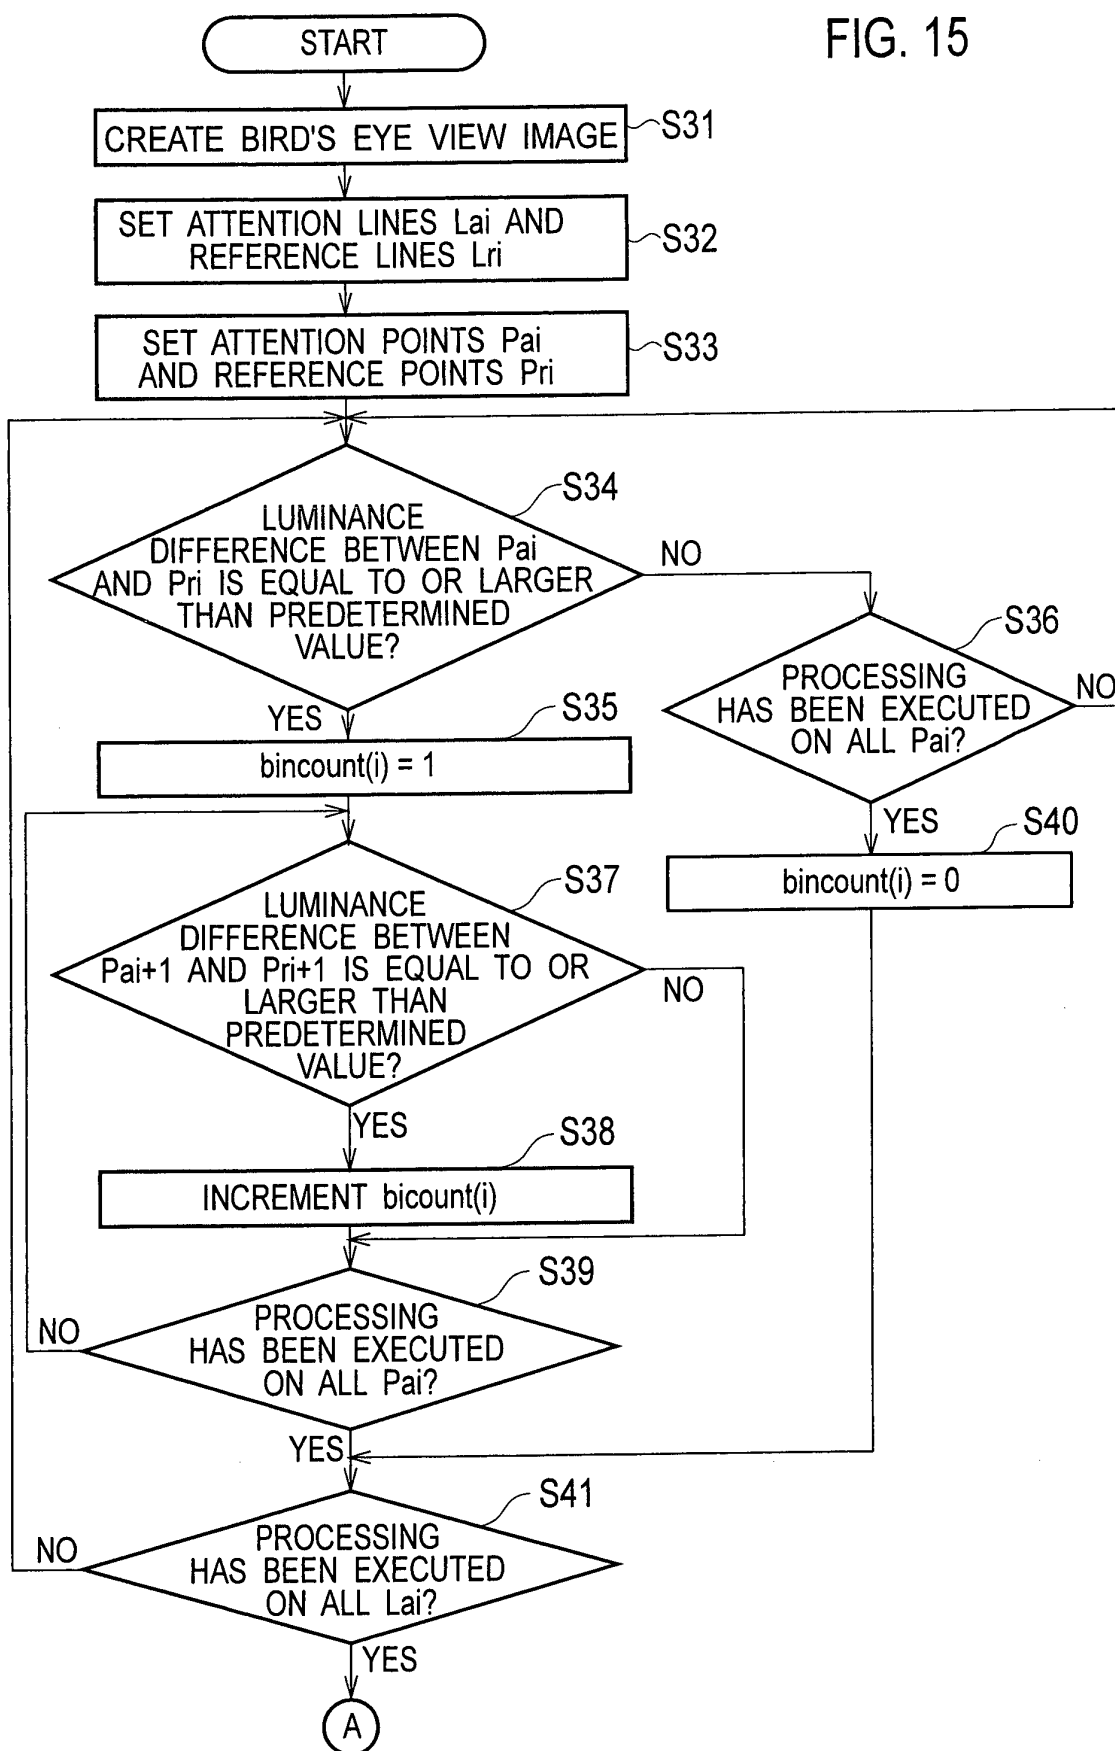 FIG. 15
START
CREATE BIRD'S EYE VIEW IMAGE
S31
SET ATTENTION LINES Lai AND
REFERENCE LINES Lri
S32
SET ATTENTION POINTS Pai
AND REFERENCE POINTS Pri
S33
S34
LUMINANCE
DIFFERENCE BETWEEN Pai
AND Pri IS EQUAL TO OR LARGER
THAN PREDETERMINED
VALUE?
NO
YES
S36
PROCESSING
HAS BEEN EXECUTED
ON ALL Pai?
NO
YES
S35
bincount(i) = 1
S40
bincount(i) = 0
S37
LUMINANCE
DIFFERENCE BETWEEN
Pai+1 AND Pri+1 IS EQUAL TO OR
LARGER THAN
PREDETERMINED
VALUE?
NO
YES
S38
INCREMENT bicount(i)
S39
PROCESSING
HAS BEEN EXECUTED
ON ALL Pai?
NO
YES
S41
PROCESSING
HAS BEEN EXECUTED
ON ALL Lai?
NO
YES
A